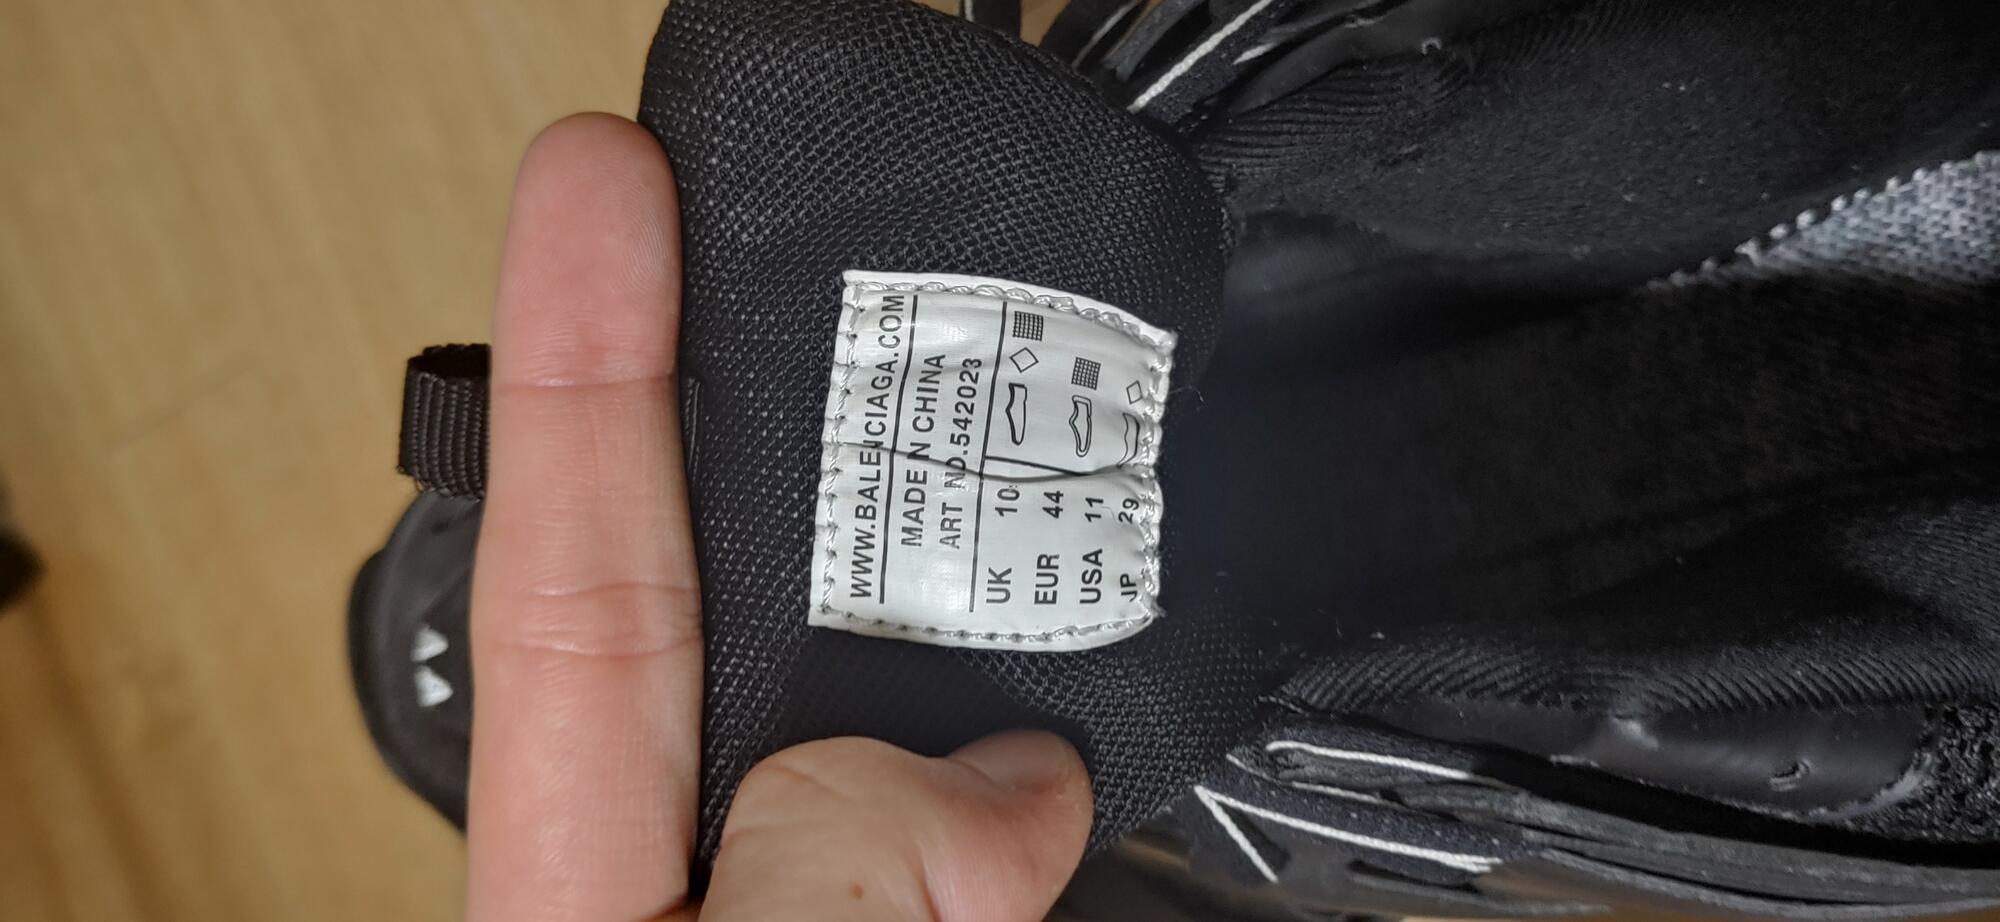 WWW.BALENCIAGA.COM
MADE IN CHINA
ART NO.542023
UK 10
EUR 44
USA 11
JP 29